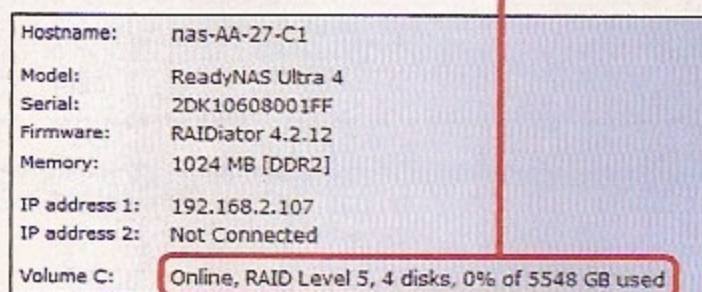 Hostname: nas-AA-27-C1
Model: ReadyNAS Ultra 4
Serial: 2DK10608001FF
Firmware: RAIDiator 4.2.12
Memory: 1024 MB [DDR2]
IP address 1: 192.168.2.107
IP address 2: Not Connected
Volume C: Online, RAID Level 5, 4 disks, 0% of 5548 GB used